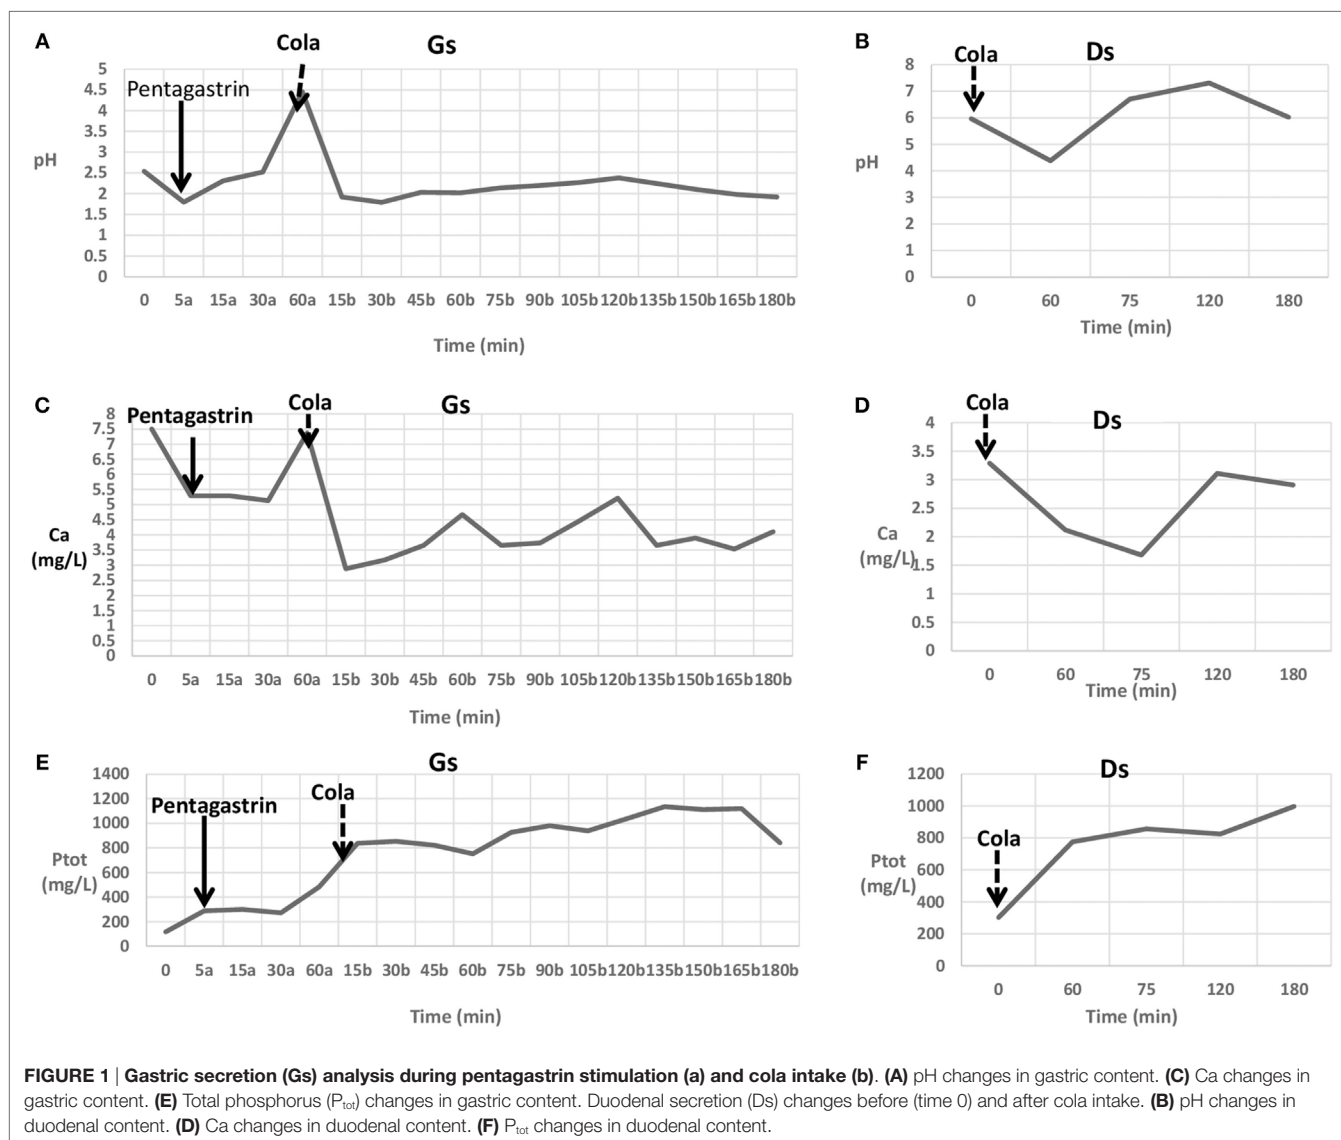 A
Cola
Gs
Pentagastrin
5
4.5
4
3.5
3
2.5
2
1.5
1
0.5
0
pH
0 5a 15a 30a 60a 15b 30b 45b 60b 75b 90b 105b 120b 135b 150b 165b 180b
Time (min)
B
Cola
Ds
8
7
6
5
4
3
2
1
0
pH
0 60 75 120 180
Time (min)
C
Pentagastrin
Cola
Gs
8
7.5
7
6.5
6
5.5
5
4.5
4
3.5
3
2.5
2
1.5
1
0.5
0
Ca
(mg/L)
0 5a 15a 30a 60a 15b 30b 45b 60b 75b 90b 105b 120b 135b 150b 165b 180b
Time (min)
D
Cola
Ds
4
3.5
3
2.5
2
1.5
1
0.5
0
Ca
(mg/L)
0 60 75 120 180
Time (min)
E
Gs
Pentagastrin
Cola
1400
1200
1000
800
600
400
200
0
Ptot
(mg/L)
0 5a 15a 30a 60a 15b 30b 45b 60b 75b 90b 105b 120b 135b 150b 165b 180b
Time (min)
F
Ds
Cola
1200
1000
800
600
400
200
0
Ptot
(mg/L)
0 60 75 120 180
Time (min)
FIGURE 1 | Gastric secretion (Gs) analysis during pentagastrin stimulation (a) and cola intake (b). (A) pH changes in gastric content. (C) Ca changes in
gastric content. (E) Total phosphorus (Ptot) changes in gastric content. Duodenal secretion (Ds) changes before (time 0) and after cola intake. (B) pH changes in
duodenal content. (D) Ca changes in duodenal content. (F) Ptot changes in duodenal content.